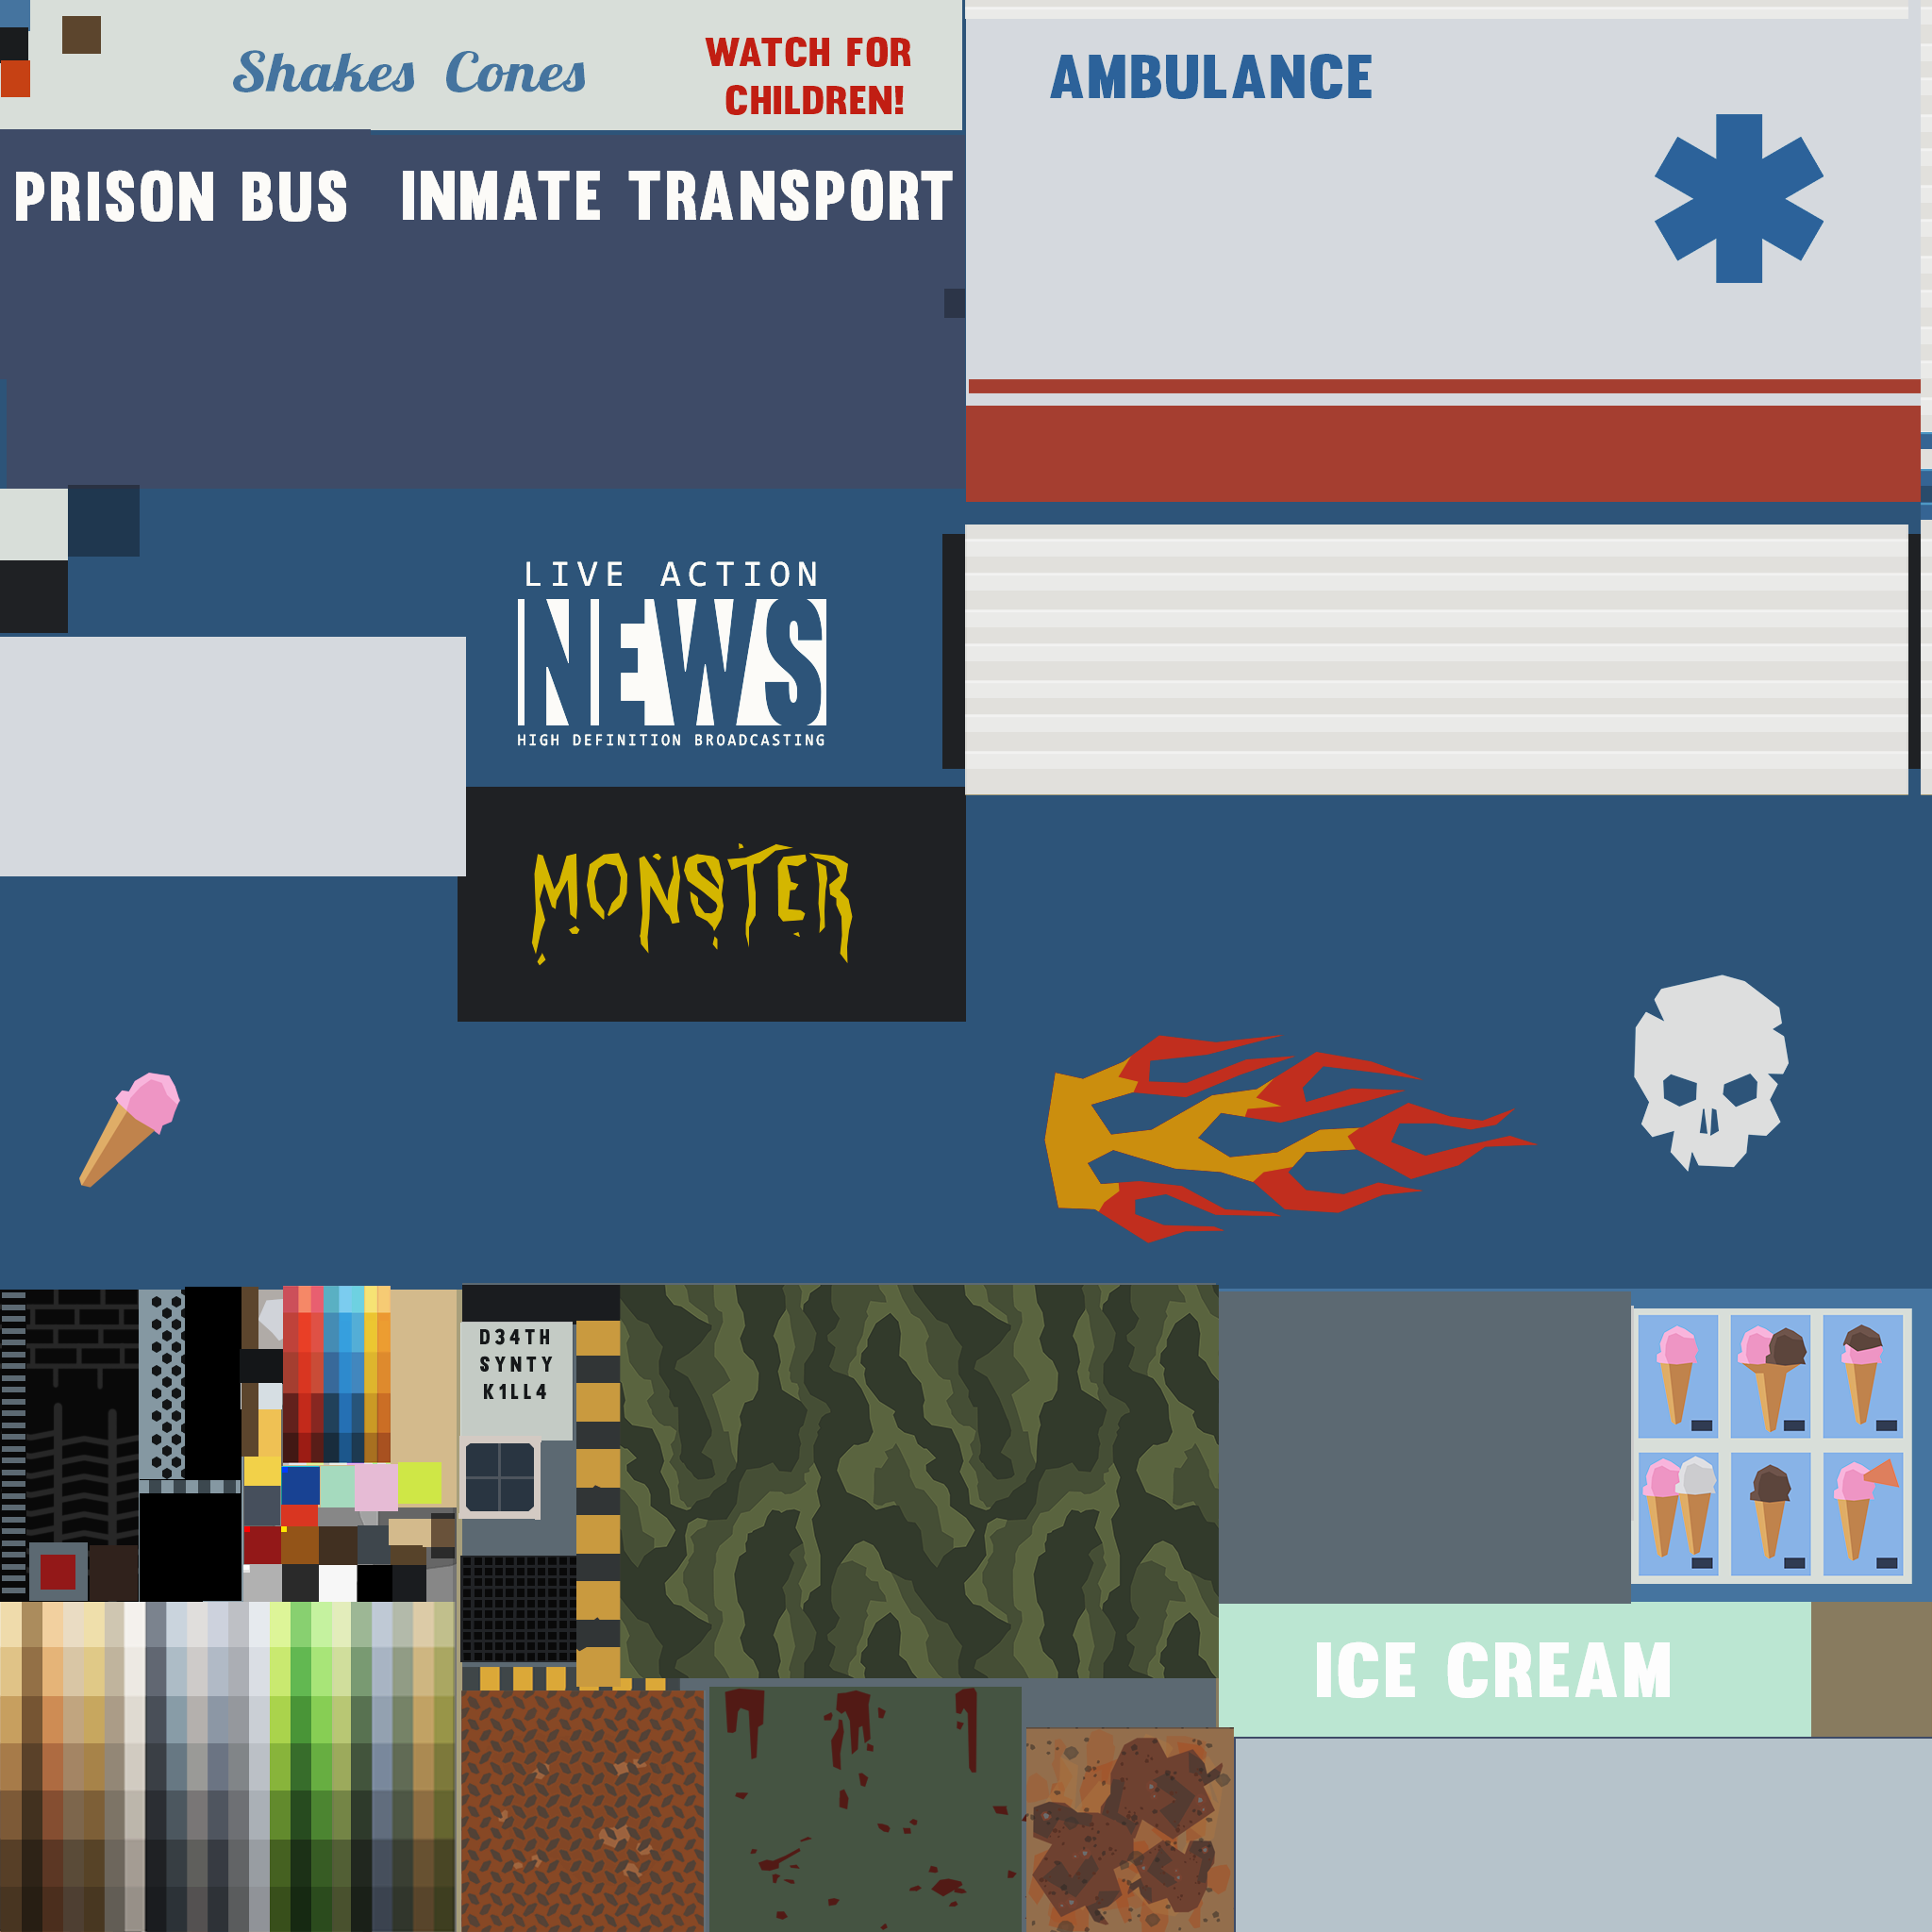 Shakes Cones
WATCH FOR
CHILDREN!
AMBULANCE
PRISON BUS INMATE TRANSPORT
LIVE ACTION
NEWS
HIGH DEFINITION BROADCASTING
MONSTER
D34TH
SYNTY
K1LL4
ICE CREAM